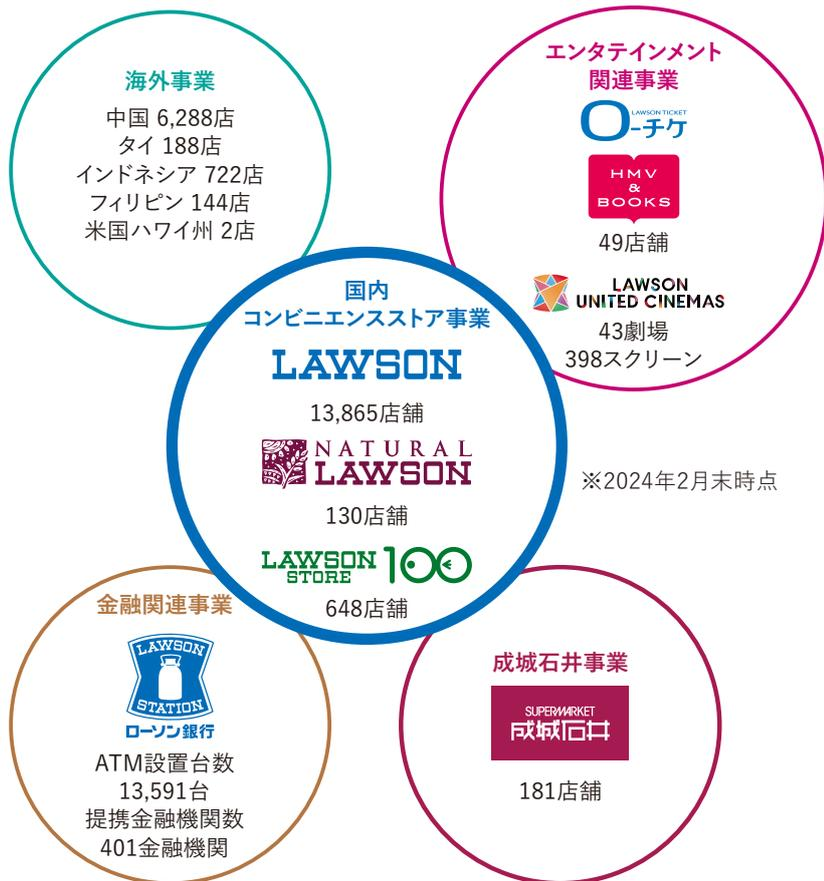 海外事業
中国 6,288店
タイ 188店
インドネシア 722店
フィリピン 144店
米国ハワイ州 2店
エンタテインメント
関連事業
LAWSON TICKET
ローチケ
HMV
&
BOOKS
49店舗
LAWSON
UNITED CINEMAS
43劇場
398スクリーン
国内
コンビニエンスストア事業
LAWSON
13,865店舗
NATURAL
LAWSON
130店舗
LAWSON
STORE
100
648店舗
※2024年2月末時点
金融関連事業
LAWSON
STATION
ローソン銀行
ATM設置台数
13,591台
提携金融機関数
401金融機関
成城石井事業
SUPERMARKET
成城石井
181店舗